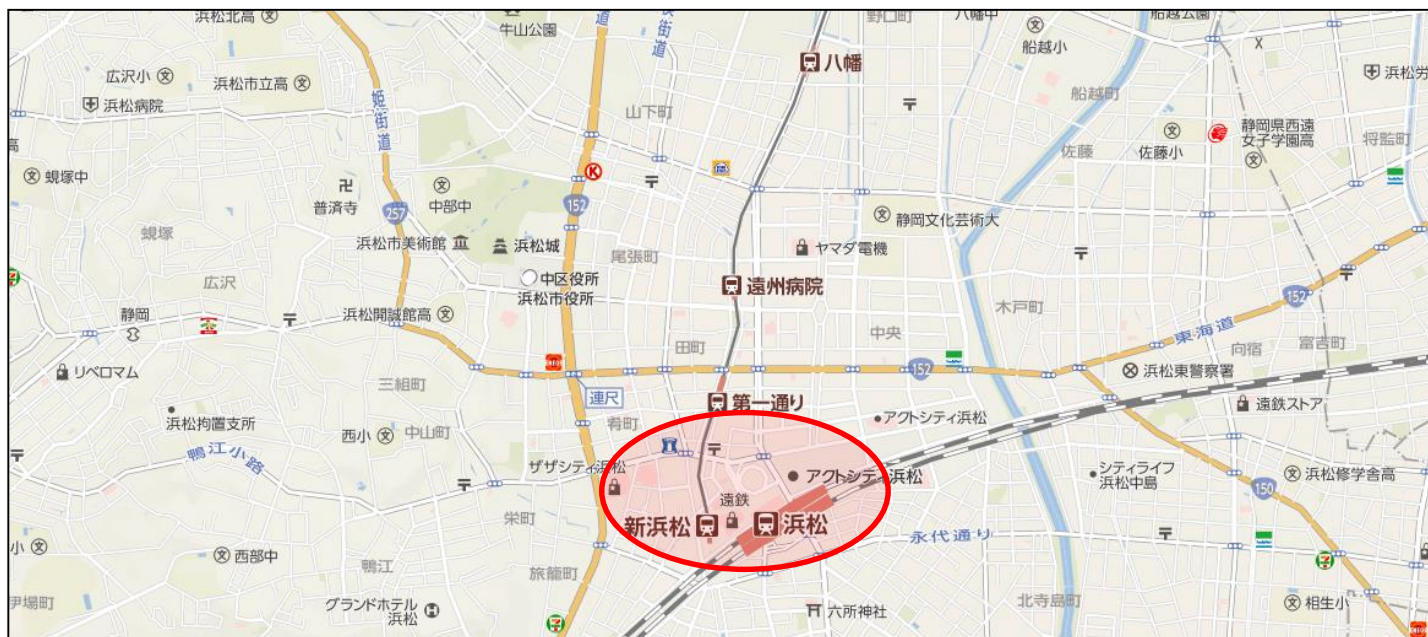 浜松北高
牛山公園
街道
野口町
八幡中
船越公園
船越小
広沢小
浜松市立高
八幡
浜松労
浜松病院
姫街道
山下町
船越町
静岡県西遠
女子学園高
将監町
高
佐藤
佐藤小
蜆塚中
普済寺
中部中
K
257
152
静岡文化芸術大
蜆塚
浜松市美術館
浜松城
尾張町
ヤマダ電機
広沢
中区役所
浜松市役所
遠州病院
152
木戸町
静岡
浜松開誠館高
中央
東海道
田町
向宿
富吉町
リベロマム
152
浜松東警察署
三組町
連尺
第一通り
遠鉄ストア
浜松拘置支所
西小
中山町
肴町
アクトシティ浜松
鴨江小路
ザザシティ浜松
アクトシティ浜松
シティライフ
浜松中島
浜松修学舎高
150
遠鉄
栄町
新浜松
浜松
永代通り
小
西部中
鴨江
旅籠町
伊場町
グランドホテル
浜松
六所神社
北寺島町
相生小